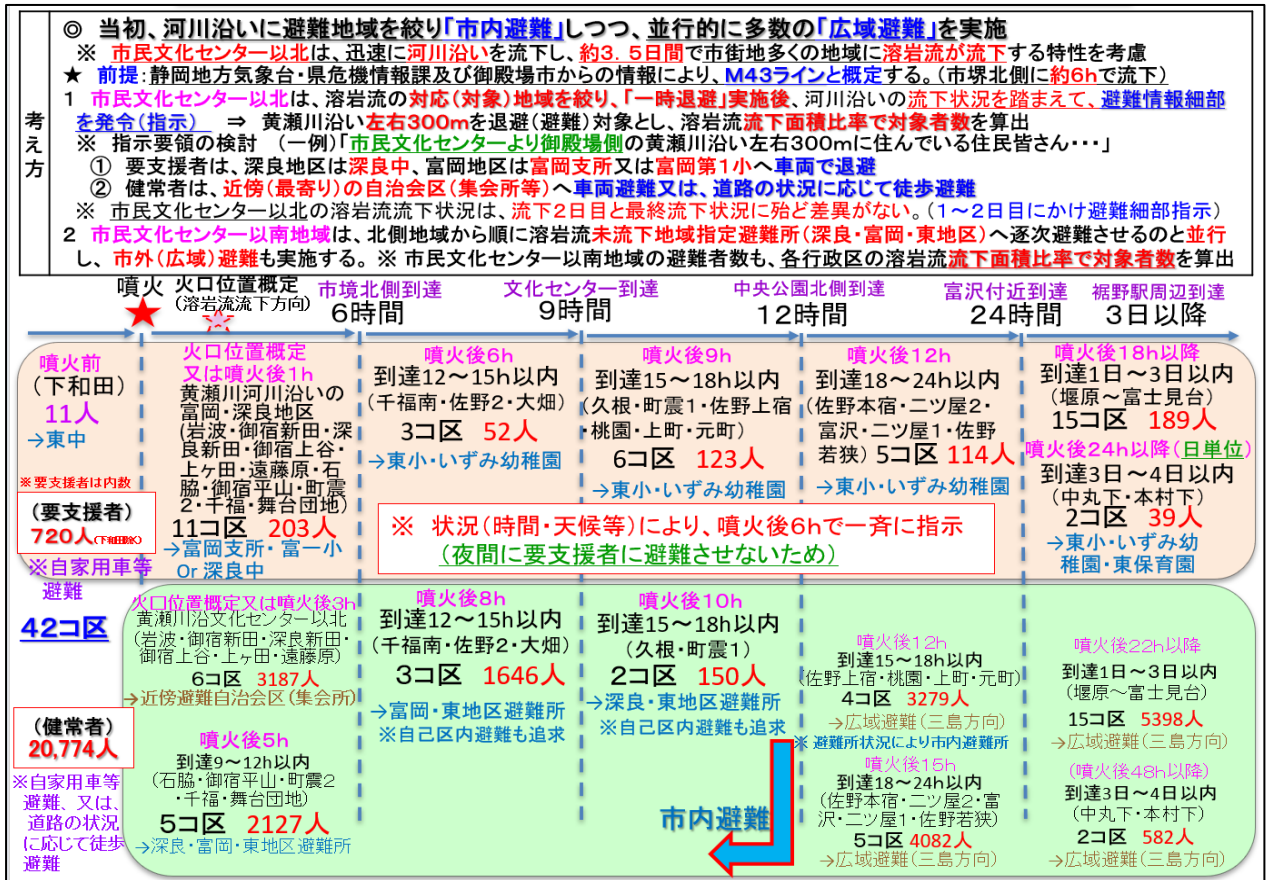 ◎ 当初、河川沿いに避難地域を絞り「市内避難」しつつ、並行的に多数の「広域避難」を実施
※ 市民文化センター以北は、迅速に河川沿いを流下し、約3．5日間で市街地多くの地域に溶岩流が流下する特性を考慮
★ 前提：静岡地方気象台・県危機情報課及び御殿場市からの情報により、M43ラインと概定する。（市堺北側に約6hで流下）
考え方
1 市民文化センター以北は、溶岩流の対応（対象）地域を絞り、「一時退避」実施後、河川沿いの流下状況を踏まえて、避難情報細部
を発令（指示） ⇒ 黄瀬川沿い左右300mを退避（避難）対象とし、溶岩流流下面積比率で対象者数を算出
※ 指示要領の検討 （一例）「市民文化センターより御殿場側の黄瀬川沿い左右300mに住んでいる住民皆さん・・・」
① 要支援者は、深良地区は深良中、富岡地区は富岡支所又は富岡第1小へ車両で退避
② 健常者は、近傍（最寄り）の自治会区（集会所等）へ車両避難又は、道路の状況に応じて徒歩避難
※ 市民文化センター以北の溶岩流流下状況は、流下2日目と最終流下状況に殆ど差異がない。（1～2日目にかけ避難細部指示）
2 市民文化センター以南地域は、北側地域から順に溶岩流未流下地域指定避難所（深良・富岡・東地区）へ逐次避難させるのと並行
し、市外（広域）避難も実施する。 ※ 市民文化センター以南地域の避難者数も、各行政区の溶岩流流下面積比率で対象者数を算出
噴火
火口位置概定
（溶岩流流下方向）
市境北側到達
6時間
文化センター到達
9時間
中央公園北側到達
12時間
富沢付近到達
24時間
裾野駅周辺到達
3日以降
噴火前
（下和田）
11人
→東中
※要支援者は内数
（要支援者）
720人（下和田除く）
※自家用車等
避難
火口位置概定
又は噴火後1h
黄瀬川河川沿いの
富岡・深良地区
（岩波・御宿新田・深
良新田・御宿上谷・
上ヶ田・遠藤原・石
脇・御宿平山・町震
2・千福・舞台団地）
11コ区 203人
→富岡支所・富一小
Or 深良中
噴火後6h
到達12～15h以内
（千福南・佐野2・大畑）
3コ区 52人
→東小・いずみ幼稚園
噴火後9h
到達15～18h以内
（久根・町震1・佐野上宿
・桃園・上町・元町）
6コ区 123人
→東小・いずみ幼稚園
噴火後12h
到達18～24h以内
（佐野本宿・二ツ屋2・
富沢・二ツ屋1・佐野
若狭） 5コ区 114人
→東小・いずみ幼稚園
噴火後18h以降
到達1日～3日以内
（堰原～富士見台）
15コ区 189人
噴火後24h以降（日単位）
到達3日～4日以内
（中丸下・本村下）
2コ区 39人
→東小・いずみ幼
稚園・東保育園
※ 状況（時間・天候等）により、噴火後6hで一斉に指示
（夜間に要支援者に避難させないため）
42コ区
（健常者）
20,774人
※自家用車等
避難、又は、
道路の状況
に応じて徒歩
避難
火口位置概定又は噴火後3h
黄瀬川沿文化センター以北
（岩波・御宿新田・深良新田・
御宿上谷・上ヶ田・遠藤原）
6コ区 3187人
→近傍避難自治会区（集会所）
噴火後5h
到達9～12h以内
（石脇・御宿平山・町震2
・千福・舞台団地）
5コ区 2127人
→深良・富岡・東地区避難所
噴火後8h
到達12～15h以内
（千福南・佐野2・大畑）
3コ区 1646人
→富岡・東地区避難所
※自己区内避難も追求
噴火後10h
到達15～18h以内
（久根・町震1）
2コ区 150人
→深良・東地区避難所
※自己区内避難も追求
市内避難
噴火後12h
到達15～18h以内
（佐野上宿・桃園・上町・元町）
4コ区 3279人
→広域避難（三島方向）
※ 避難所状況により市内避難所
噴火後15h
到達18～24h以内
（佐野本宿・二ツ屋2・富
沢・二ツ屋1・佐野若狭）
5コ区 4082人
→広域避難（三島方向）
噴火後22h以降
到達1日～3日以内
（堰原～富士見台）
15コ区 5398人
→広域避難（三島方向）
（噴火後48h以降）
到達3日～4日以内
（中丸下・本村下）
2コ区 582人
→広域避難（三島方向）